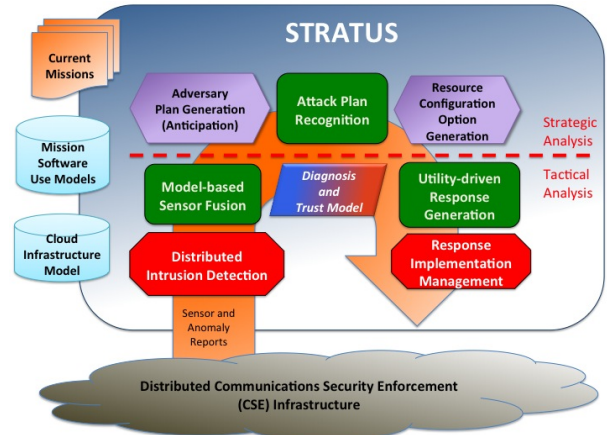 STRATUS
Current
Missions
Adversary
Plan Generation
(Anticipation)
Attack Plan
Recognition
Resource
Configuration
Option
Generation
Strategic
Analysis
Mission
Software
Use Models
Tactical
Analysis
Model-based
Sensor Fusion
Diagnosis
and
Trust Model
Utility-driven
Response
Generation
Cloud
Infrastructure
Model
Distributed
Intrusion Detection
Response
Implementation
Management
Sensor and
Anomaly
Reports
Distributed Communications Security Enforcement
(CSE) Infrastructure